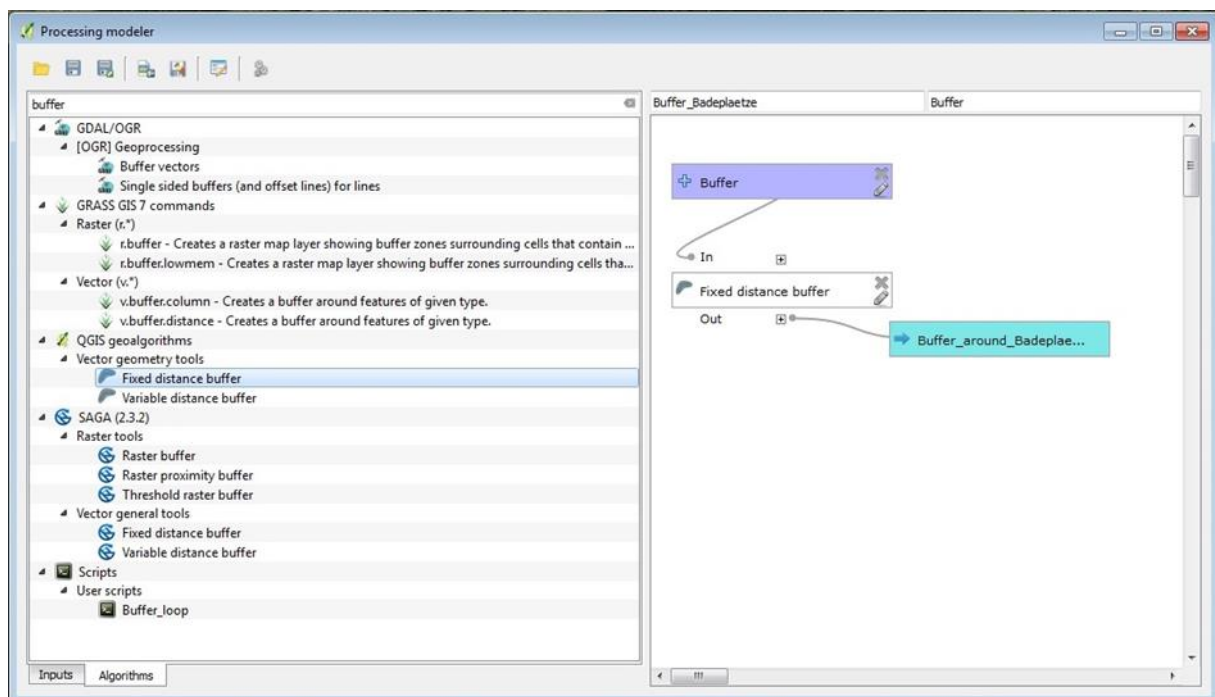 Processing modeler
buffer
GDAL/OGR
[OGR] Geoprocessing
Buffer vectors
Single sided buffers (and offset lines) for lines
GRASS GIS 7 commands
Raster (r.*)
r.buffer - Creates a raster map layer showing buffer zones surrounding cells that contain ...
r.buffer.lowmem - Creates a raster map layer showing buffer zones surrounding cells tha...
Vector (v.*)
v.buffer.column - Creates a buffer around features of given type.
v.buffer.distance - Creates a buffer around features of given type.
QGIS geoalgorithms
Vector geometry tools
Fixed distance buffer
Variable distance buffer
SAGA (2.3.2)
Raster tools
Raster buffer
Raster proximity buffer
Threshold raster buffer
Vector general tools
Fixed distance buffer
Variable distance buffer
Scripts
User scripts
Buffer_loop
Inputs Algorithms
Buffer_Badeplaetze Buffer
Buffer
In
Fixed distance buffer
Out
Buffer_around_Badeplae...